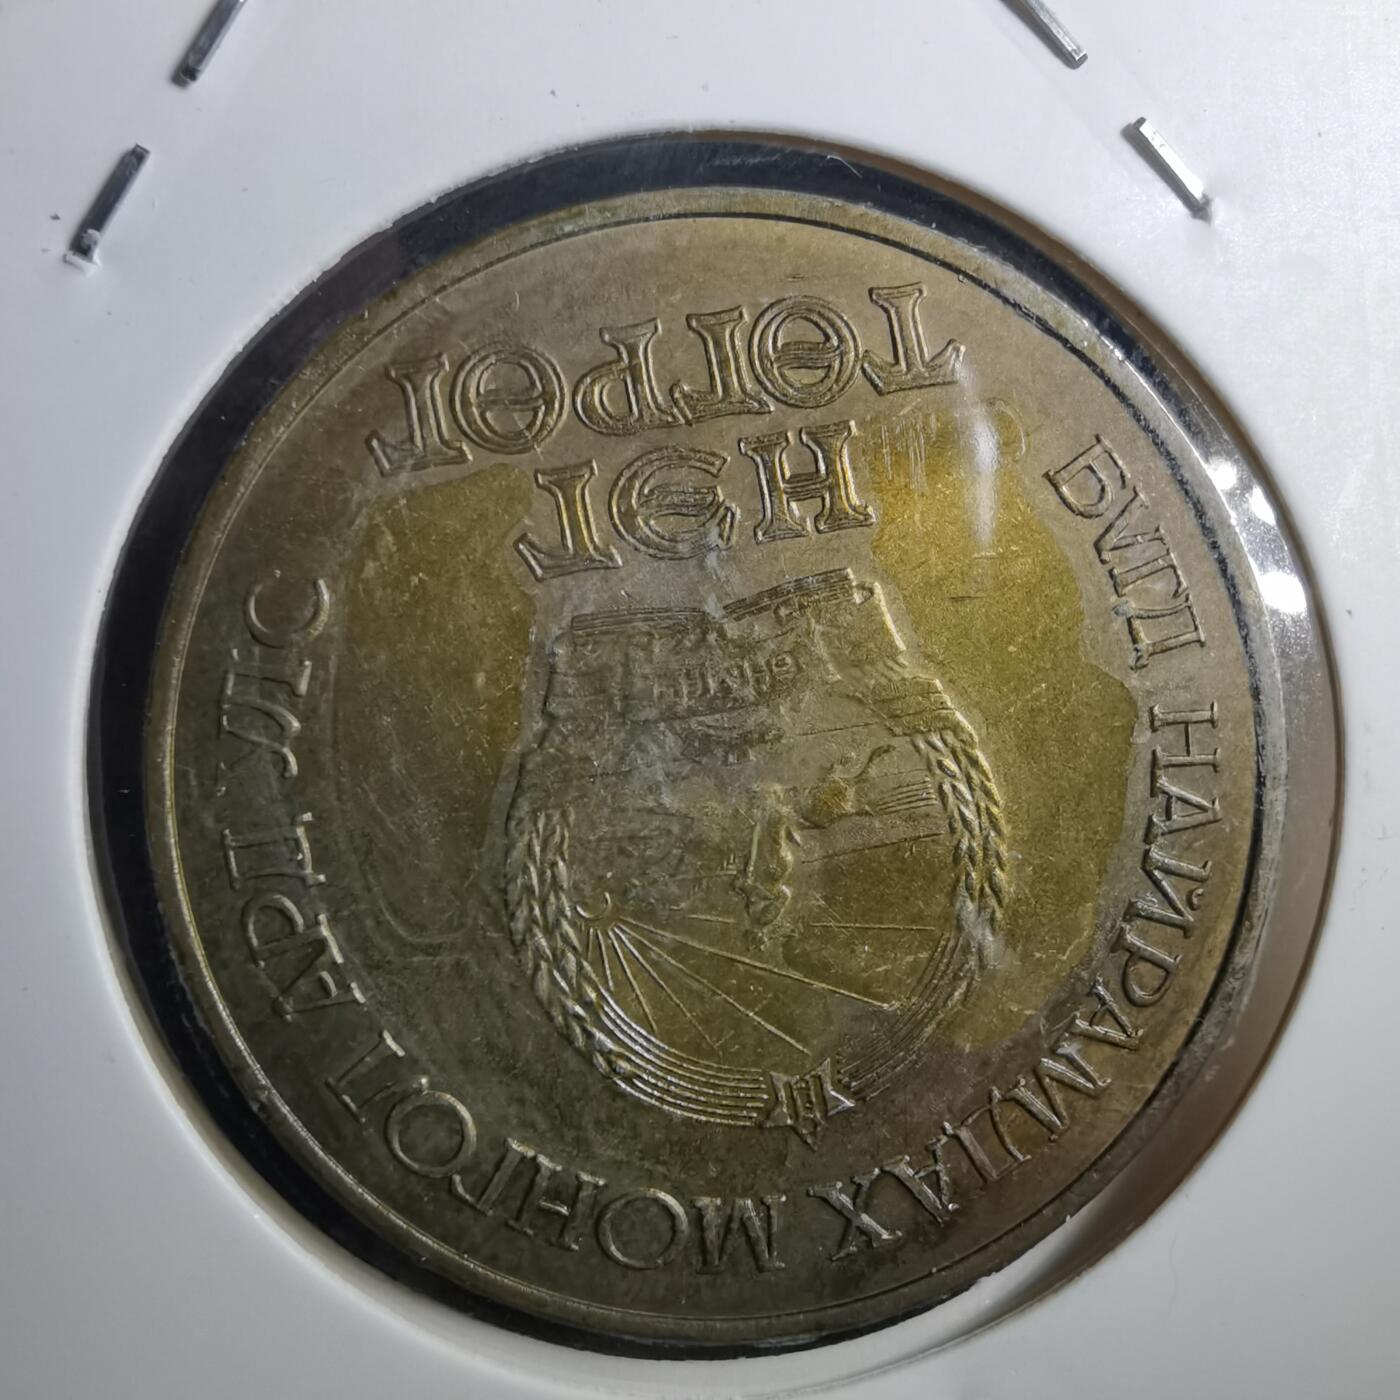 БҮГД НАЙРАМДАХ МОНГОЛ АРД УЛС
НЭГ
ТӨГРӨГ
БНМАУ